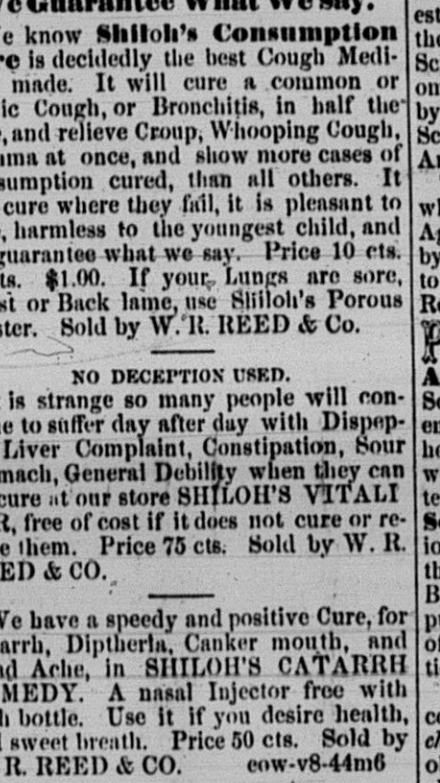 We Guarantee What We Say.
e know Shiloh's Consumption
re is decidedly the best Cough Medi-
made. It will cure a common or
ic Cough, or Bronchitis, in half the
, and relieve Croup, Whooping Cough,
ma at once, and show more cases of
sumption cured, than all others. It
cure where they fail, it is pleasant to
, harmless to the youngest child, and
guarantee what we say. Price 10 cts.
ts. $1.00. If your Lungs are sore,
st or Back lame, use Shiloh's Porous
ster. Sold by W. R. REED & Co.
NO DECEPTION USED.
is strange so many people will con-
e to suffer day after day with Dispep-
Liver Complaint, Constipation, Sour
mach, General Debility when they can
cure at our store SHILOH'S VITALI
R, free of cost if it does not cure or re-
e them. Price 75 cts. Sold by W. R.
ED & CO.
We have a speedy and positive Cure, for
arrh, Diptheria, Canker mouth, and
ad Ache, in SHILOH'S CATARRH
MEDY. A nasal Injector free with
h bottle. Use it if you desire health,
sweet breath. Price 50 cts. Sold by
R. REED & CO. eow-v8-44m6